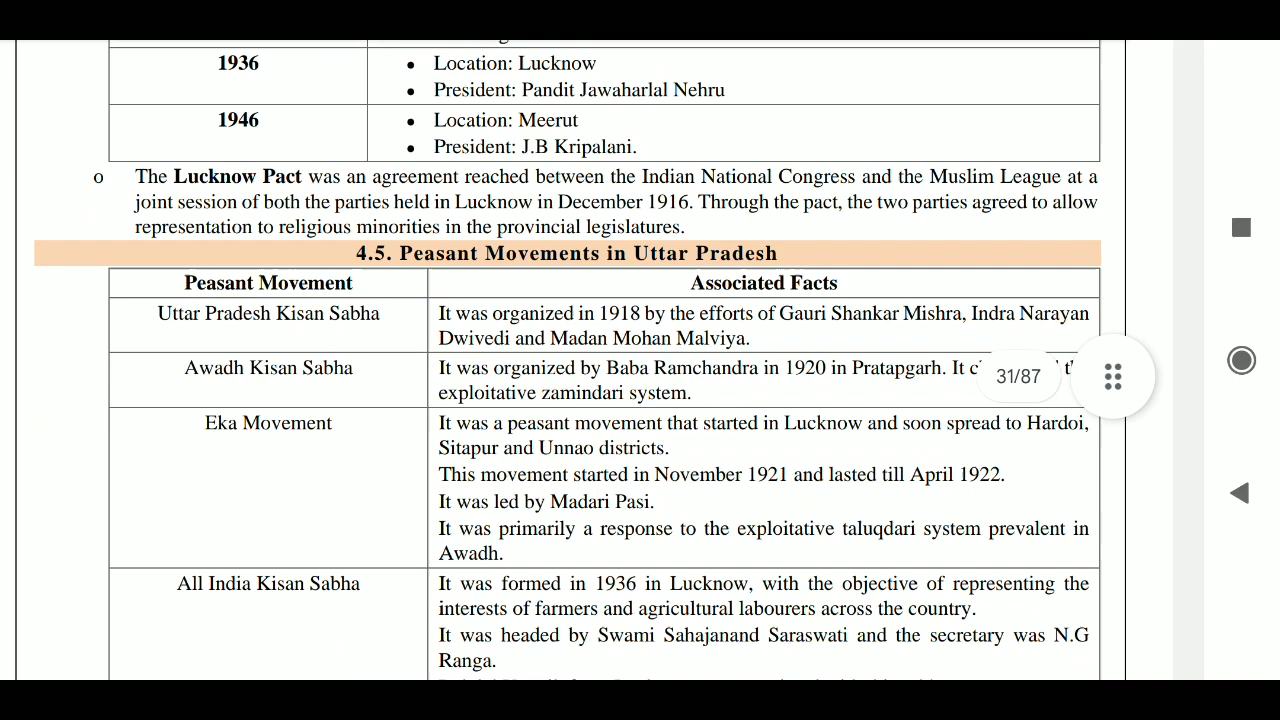 1936
• Location: Lucknow
• President: Pandit Jawaharlal Nehru
1946
• Location: Meerut
• President: J.B Kripalani.
o The Lucknow Pact was an agreement reached between the Indian National Congress and the Muslim League at a
joint session of both the parties held in Lucknow in December 1916. Through the pact, the two parties agreed to allow
representation to religious minorities in the provincial legislatures.
4.5. Peasant Movements in Uttar Pradesh
Peasant Movement
Associated Facts
Uttar Pradesh Kisan Sabha
It was organized in 1918 by the efforts of Gauri Shankar Mishra, Indra Narayan
Dwivedi and Madan Mohan Malviya.
Awadh Kisan Sabha
It was organized by Baba Ramchandra in 1920 in Pratapgarh. It
exploitative zamindari system.
31/87
Eka Movement
It was a peasant movement that started in Lucknow and soon spread to Hardoi,
Sitapur and Unnao districts.
This movement started in November 1921 and lasted till April 1922.
It was led by Madari Pasi.
It was primarily a response to the exploitative taluqdari system prevalent in
Awadh.
All India Kisan Sabha
It was formed in 1936 in Lucknow, with the objective of representing the
interests of farmers and agricultural labourers across the country.
It was headed by Swami Sahajanand Saraswati and the secretary was N.G
Ranga.